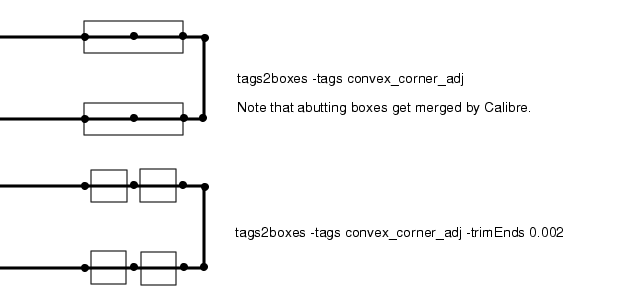 tags2boxes -tags convex_corner_adj
Note that abutting boxes get merged by Calibre.
tags2boxes -tags convex_corner_adj -trimEnds 0.002